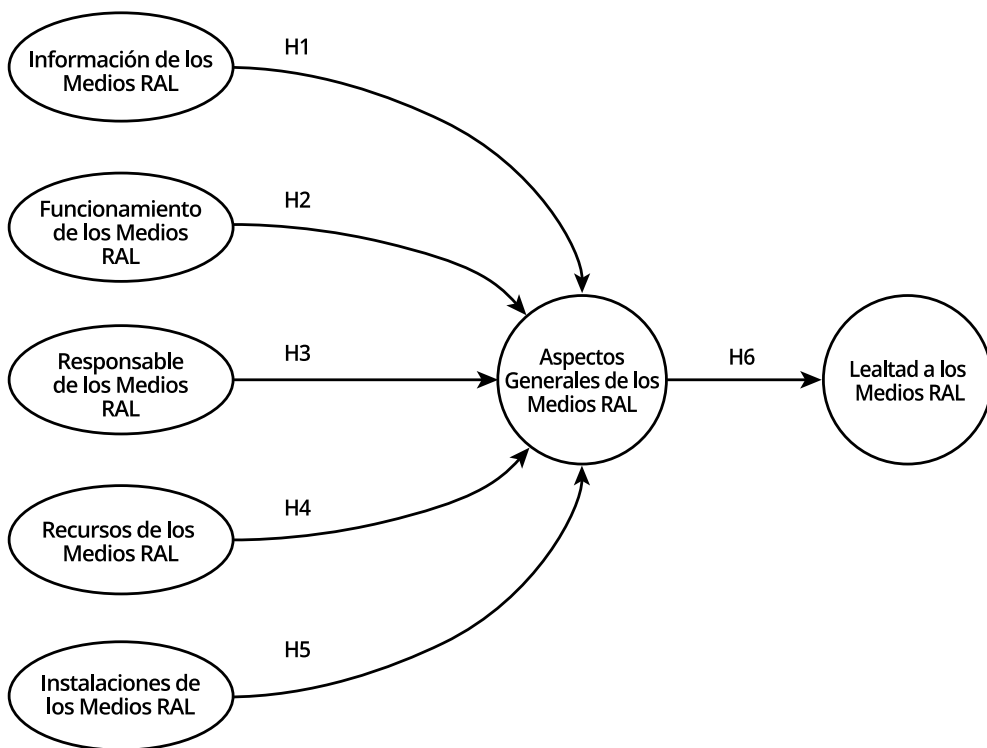 Información de los
Medios RAL
H1
Funcionamiento
de los Medios
RAL
H2
Responsable
de los Medios
RAL
H3
Recursos de los
Medios RAL
H4
Instalaciones de
los Medios RAL
H5
Aspectos
Generales de los
Medios RAL
H6
Lealtad a los
Medios RAL